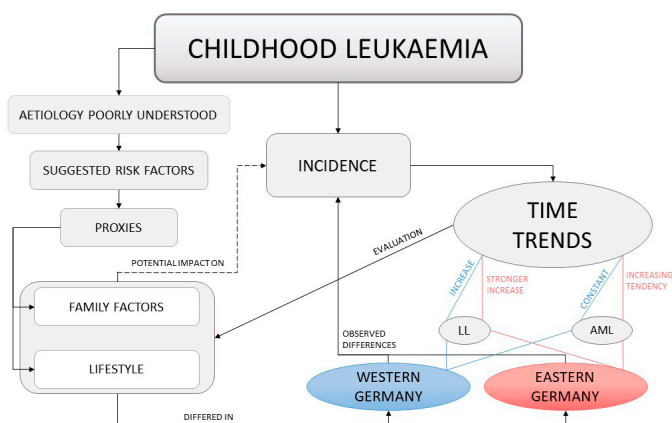 CHILDHOOD LEUKAEMIA
AETIOLOGY POORLY UNDERSTOOD
SUGGESTED RISK FACTORS
PROXIES
POTENTIAL IMPACT ON
FAMILY FACTORS
LIFESTYLE
DIFFERED IN
INCIDENCE
EVALUATION
TIME
TRENDS
INCREASE
STRONGER
INCREASE
CONSTANT
INCREASING
TENDENCY
LL
AML
OBSERVED
DIFFERENCES
WESTERN
GERMANY
EASTERN
GERMANY